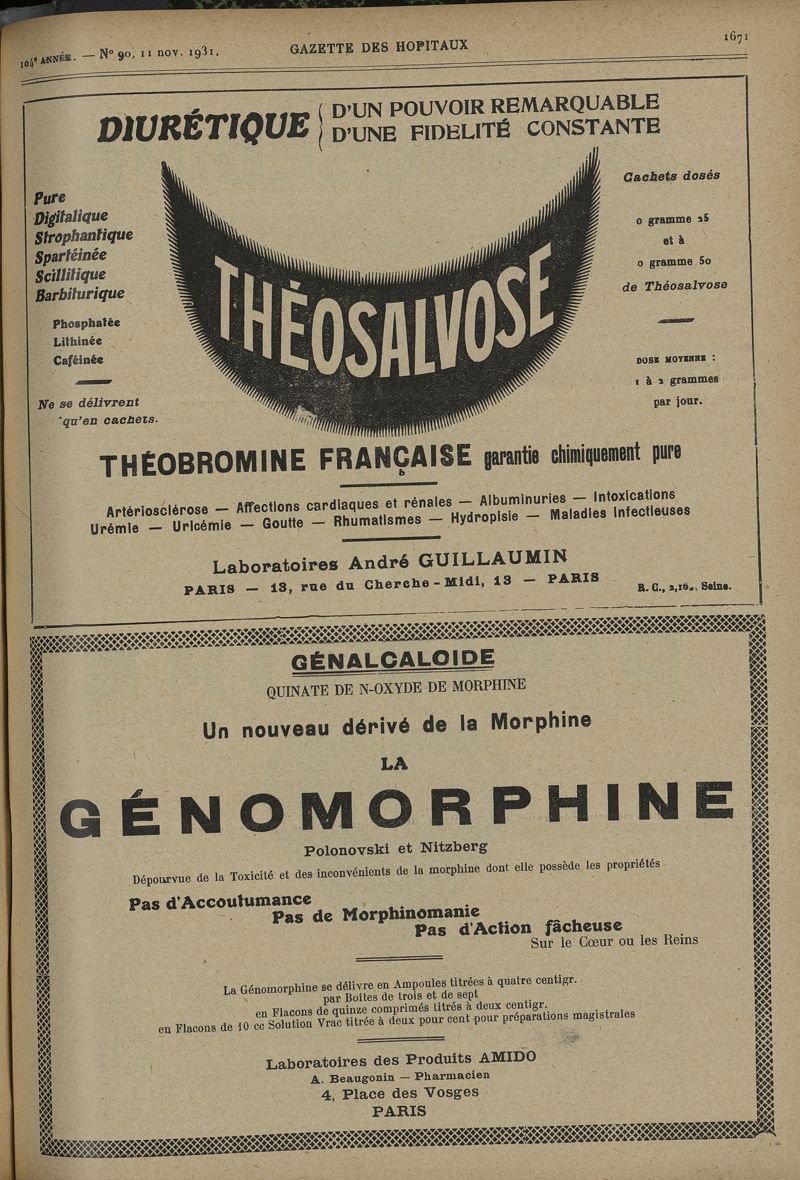 104e ANNÉE. — No 90, 11 nov. 1931.
GAZETTE DES HOPITAUX
1671
DIURÉTIQUE
D'UN POUVOIR REMARQUABLE
D'UNE FIDELITÉ CONSTANTE
Pure
Digitalique
Strophantique
Spartéinée
Scillitique
Barbiturique
Phosphatée
Lithinée
Caféinée
Ne se délivrent
qu'en cachets.
THÉOSALVOSE
Cachets dosés
0 gramme 25
et à
0 gramme 50
de Théosalvose
DOSE MOYENNE :
1 à 2 grammes
par jour.
THÉOBROMINE FRANÇAISE garantie chimiquement pure
Artériosclérose — Affections cardiaques et rénales — Albuminuries — Intoxications
Urémie — Uricémie — Goutte — Rhumatismes — Hydropisie — Maladies infectieuses
Laboratoires André GUILLAUMIN
PARIS — 13, rue du Cherche-Midi, 13 — PARIS
R. C., Seine.
GÉNALCALOIDE
QUINATE DE N-OXYDE DE MORPHINE
Un nouveau dérivé de la Morphine
LA
GÉNOMORPHINE
Polonovski et Nitzberg
Dépourvue de la Toxicité et des inconvénients de la morphine dont elle possède les propriétés
Pas d'Accoutumance
Pas de Morphinomanie
Pas d'Action fâcheuse
Sur le Cœur ou les Reins
La Génomorphine se délivre en Ampoules titrées à quatre centigr.
par Boites de trois et de sept
en Flacons de quinze comprimés titrés à deux centigr.
en Flacons de 10 cc Solution Vrac titrée à deux pour cent pour préparations magistrales
Laboratoires des Produits AMIDO
A. Beaugonin — Pharmacien
4, Place des Vosges
PARIS